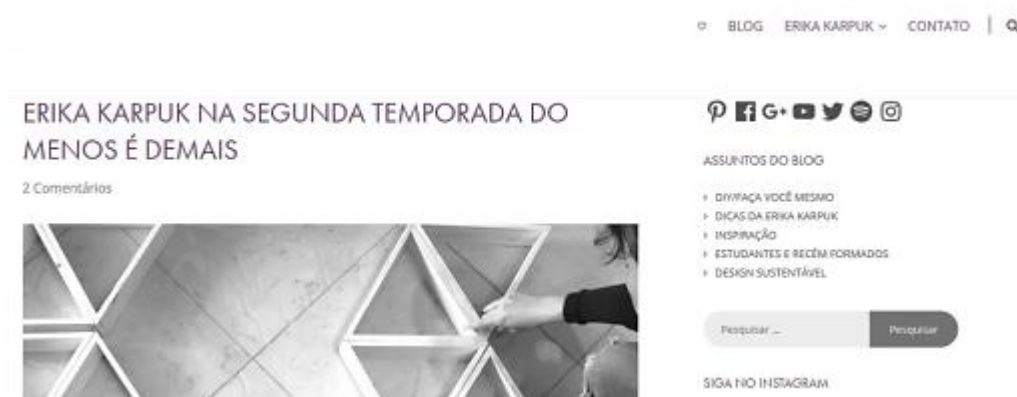 BLOG ERIKA KARPUK CONTATO
ERIKA KARPUK NA SEGUNDA TEMPORADA DO
MENOS É DEMAIS
2 Comentários
ASSUNTOS DO BLOG
DIY/FAÇA VOCÊ MESMO
DICAS DA ERIKA KARPUK
INSPIRAÇÃO
ESTUDANTES E RECÉM FORMADOS
DESIGN SUSTENTÁVEL
Pesquisar ... Pesquisar
SIGA NO INSTAGRAM